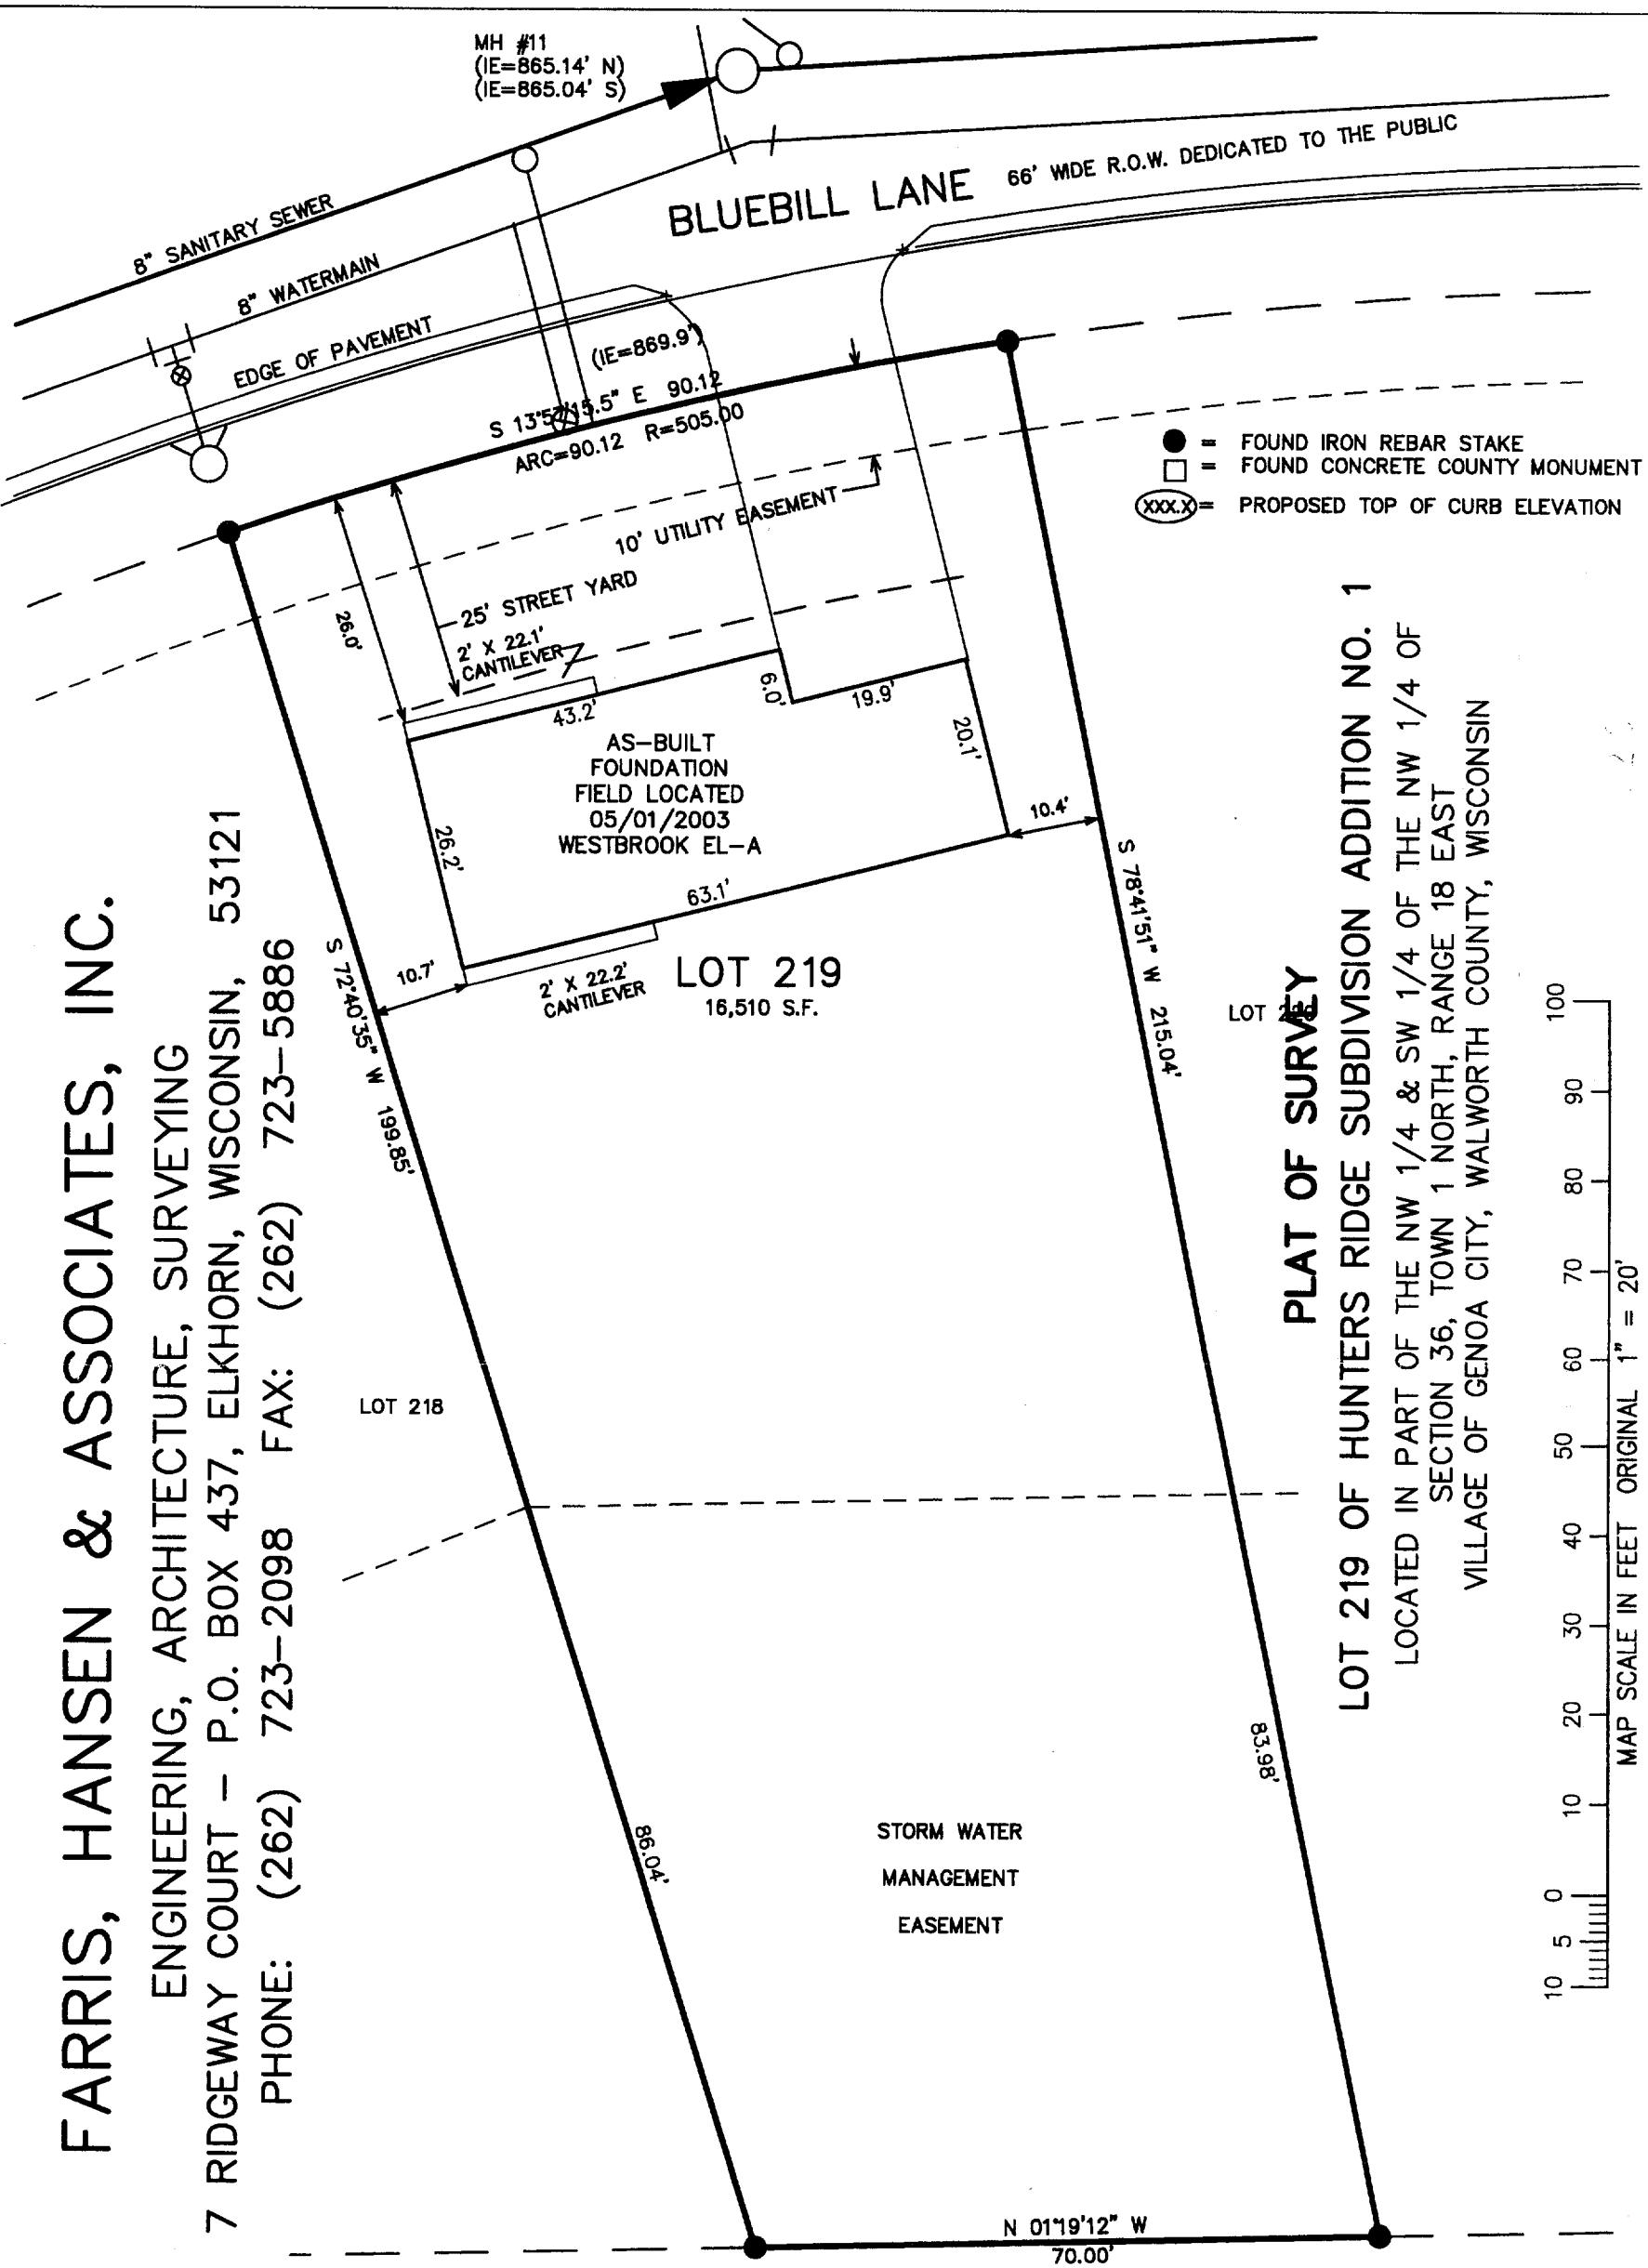 MH #11
(IE=865.14' N)
(IE=865.04' S)
8" SANITARY SEWER
8" WATERMAIN
EDGE OF PAVEMENT
BLUEBILL LANE 66' WIDE R.O.W. DEDICATED TO THE PUBLIC
(IE=869.9')
E 90.12
ARC=90.12 R=505.00
● = FOUND IRON REBAR STAKE
□ = FOUND CONCRETE COUNTY MONUMENT
XXX.X = PROPOSED TOP OF CURB ELEVATION
10' UTILITY EASEMENT
25' STREET YARD
26.0'
2' X 22.1'
CANTILEVER
43.2'
6.0'
19.9'
20.1'
AS-BUILT
FOUNDATION
FIELD LOCATED
05/01/2003
WESTBROOK EL-A
26.2'
63.1'
10.4'
10.7'
2' X 22.2'
CANTILEVER
LOT 219
16,510 S.F.
S 72°40'35" W 199.85'
S 78°41'51" W 215.04'
LOT
LOT 218
86.04'
83.98'
STORM WATER
MANAGEMENT
EASEMENT
N 01°19'12" W
70.00'
FARRIS, HANSEN & ASSOCIATES, INC.
ENGINEERING, ARCHITECTURE, SURVEYING
7 RIDGEWAY COURT - P.O. BOX 437, ELKHORN, WISCONSIN, 53121
PHONE: (262) 723-2098 FAX: (262) 723-5886
PLAT OF SURVEY
LOT 219 OF HUNTERS RIDGE SUBDIVISION ADDITION NO. 1
LOCATED IN PART OF THE NW 1/4 & SW 1/4 OF THE NW 1/4 OF
SECTION 36, TOWN 1 NORTH, RANGE 18 EAST
VILLAGE OF GENOA CITY, WALWORTH COUNTY, WISCONSIN
10 5 0 10 20 30 40 50 60 70 80 90 100
MAP SCALE IN FEET ORIGINAL 1" = 20'